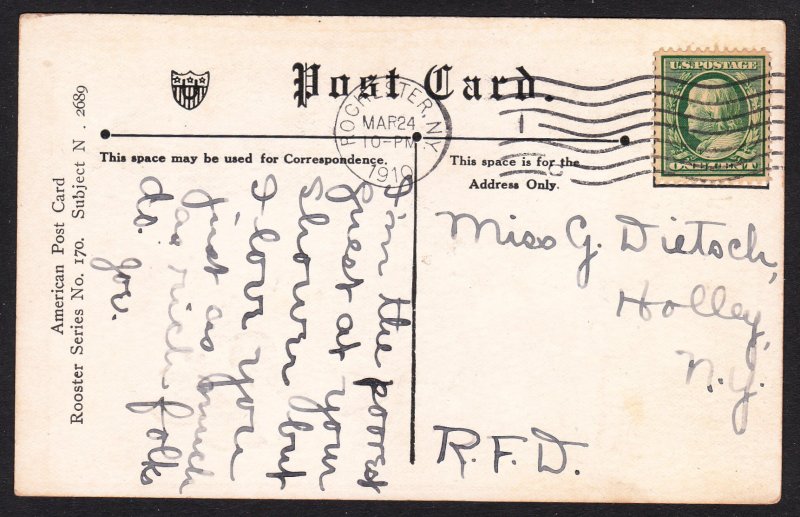 Post Card.
ROCHESTER, N.Y.
MAR 24
10-PM
1910
U.S. POSTAGE
ONE CENT
This space may be used for Correspondence.
This space is for the
Address Only.
American Post Card
Rooster Series No. 170. Subject N . 2689
I'm the poorest
guest at your
shower but
I love you
just as much
as rich folks
do.
Miss G. Dietsch,
Holley,
N.Y.
R.F.D.